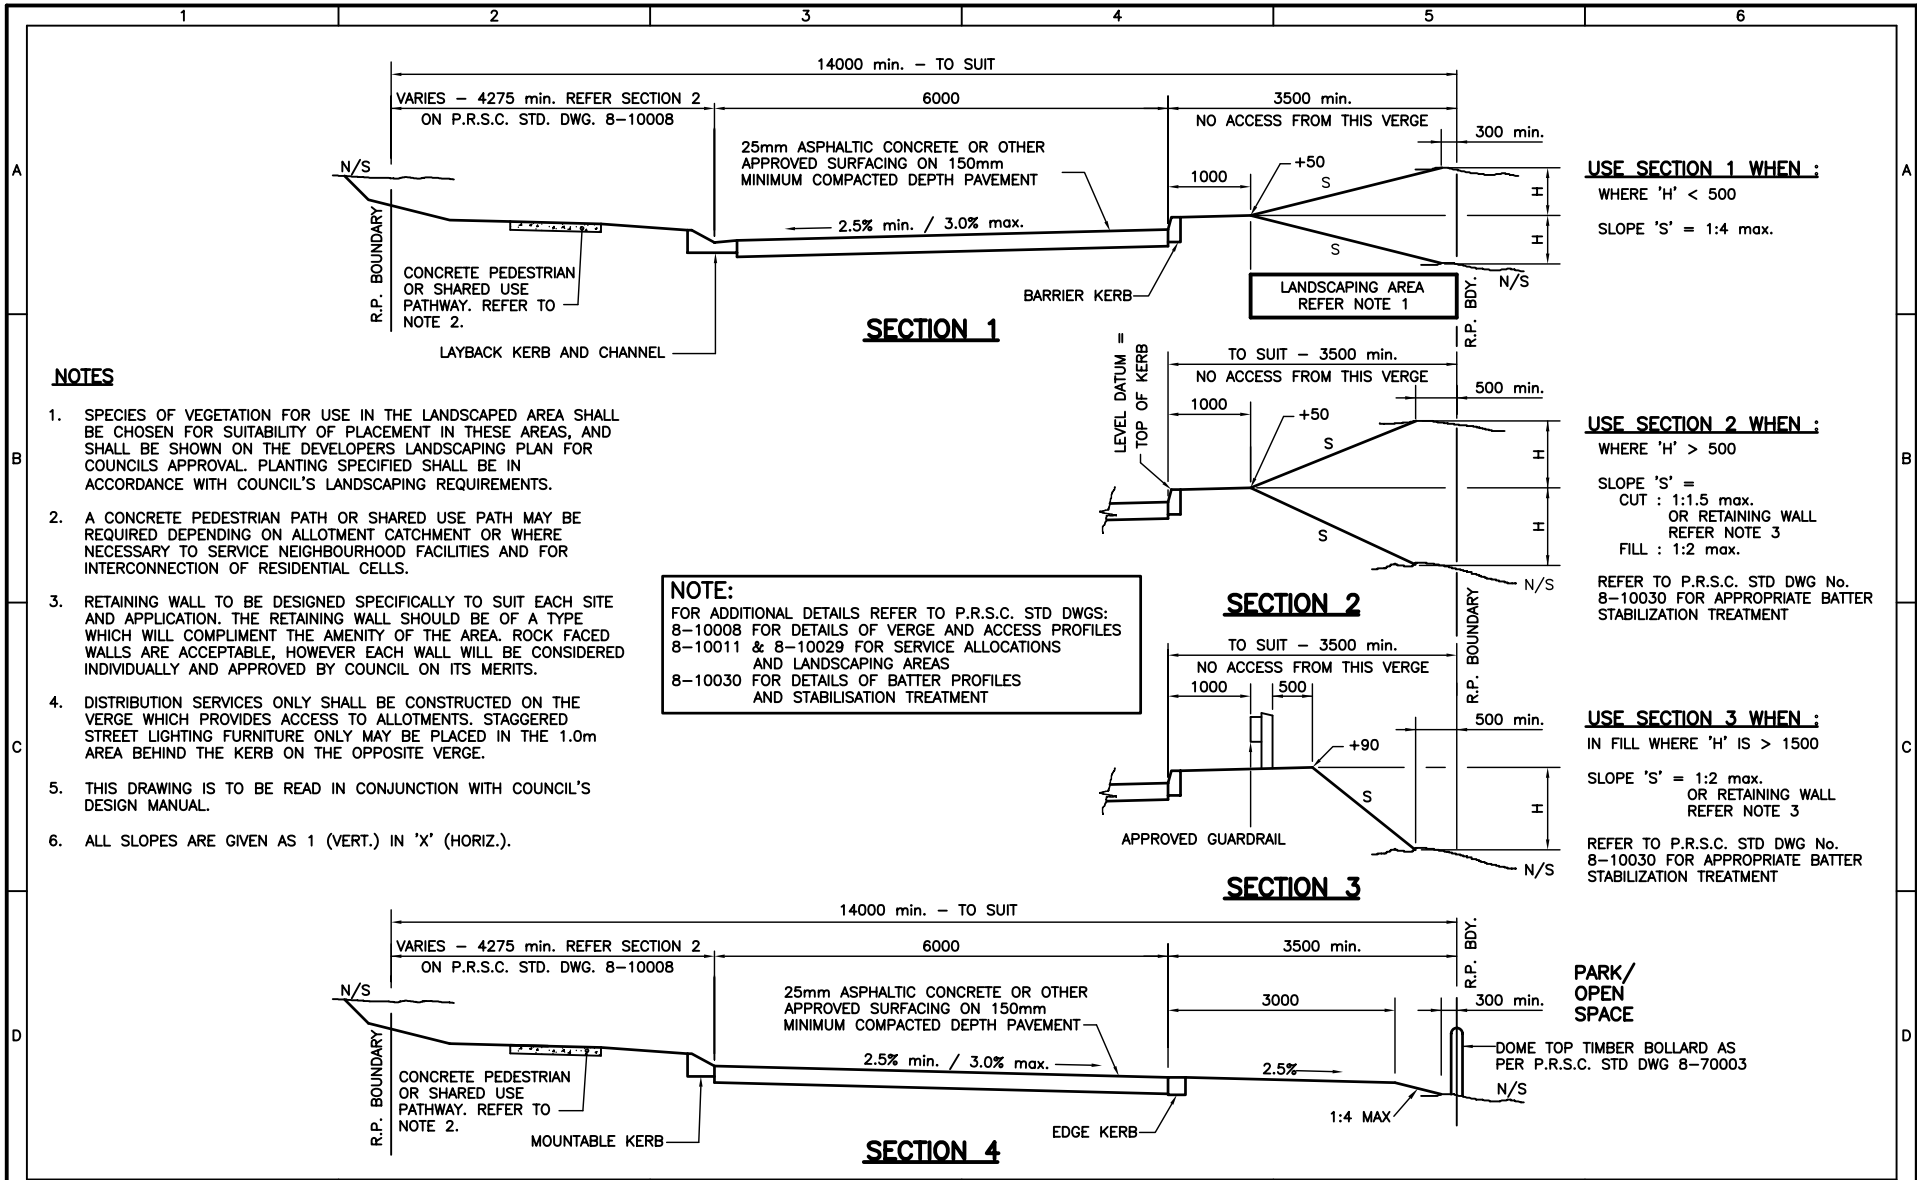 1 2 3 4 5 6
A
B
C
D
A
B
C
D
14000 min. – TO SUIT
VARIES – 4275 min. REFER SECTION 2
ON P.R.S.C. STD. DWG. 8–10008
6000
3500 min.
NO ACCESS FROM THIS VERGE
300 min.
N/S
25mm ASPHALTIC CONCRETE OR OTHER
APPROVED SURFACING ON 150mm
MINIMUM COMPACTED DEPTH PAVEMENT
1000
+50
S
S
H
H
2.5% min. / 3.0% max.
R.P. BOUNDARY
CONCRETE PEDESTRIAN
OR SHARED USE
PATHWAY. REFER TO
NOTE 2.
LAYBACK KERB AND CHANNEL
BARRIER KERB
LANDSCAPING AREA
REFER NOTE 1
N/S
R.P. BDY.
SECTION 1
USE SECTION 1 WHEN :
WHERE 'H' < 500
SLOPE 'S' = 1:4 max.
NOTES
1. SPECIES OF VEGETATION FOR USE IN THE LANDSCAPED AREA SHALL
BE CHOSEN FOR SUITABILITY OF PLACEMENT IN THESE AREAS, AND
SHALL BE SHOWN ON THE DEVELOPERS LANDSCAPING PLAN FOR
COUNCILS APPROVAL. PLANTING SPECIFIED SHALL BE IN
ACCORDANCE WITH COUNCIL'S LANDSCAPING REQUIREMENTS.
2. A CONCRETE PEDESTRIAN PATH OR SHARED USE PATH MAY BE
REQUIRED DEPENDING ON ALLOTMENT CATCHMENT OR WHERE
NECESSARY TO SERVICE NEIGHBOURHOOD FACILITIES AND FOR
INTERCONNECTION OF RESIDENTIAL CELLS.
3. RETAINING WALL TO BE DESIGNED SPECIFICALLY TO SUIT EACH SITE
AND APPLICATION. THE RETAINING WALL SHOULD BE OF A TYPE
WHICH WILL COMPLIMENT THE AMENITY OF THE AREA. ROCK FACED
WALLS ARE ACCEPTABLE, HOWEVER EACH WALL WILL BE CONSIDERED
INDIVIDUALLY AND APPROVED BY COUNCIL ON ITS MERITS.
4. DISTRIBUTION SERVICES ONLY SHALL BE CONSTRUCTED ON THE
VERGE WHICH PROVIDES ACCESS TO ALLOTMENTS. STAGGERED
STREET LIGHTING FURNITURE ONLY MAY BE PLACED IN THE 1.0m
AREA BEHIND THE KERB ON THE OPPOSITE VERGE.
5. THIS DRAWING IS TO BE READ IN CONJUNCTION WITH COUNCIL'S
DESIGN MANUAL.
6. ALL SLOPES ARE GIVEN AS 1 (VERT.) IN 'X' (HORIZ.).
NOTE:
FOR ADDITIONAL DETAILS REFER TO P.R.S.C. STD DWGS:
8–10008 FOR DETAILS OF VERGE AND ACCESS PROFILES
8–10011 & 8–10029 FOR SERVICE ALLOCATIONS
AND LANDSCAPING AREAS
8–10030 FOR DETAILS OF BATTER PROFILES
AND STABILISATION TREATMENT
LEVEL DATUM =
TOP OF KERB
TO SUIT – 3500 min.
NO ACCESS FROM THIS VERGE
500 min.
1000
+50
S
S
H
H
N/S
SECTION 2
USE SECTION 2 WHEN :
WHERE 'H' > 500
SLOPE 'S' =
CUT : 1:1.5 max.
OR RETAINING WALL
REFER NOTE 3
FILL : 1:2 max.
REFER TO P.R.S.C. STD DWG No.
8–10030 FOR APPROPRIATE BATTER
STABILIZATION TREATMENT
R.P. BOUNDARY
TO SUIT – 3500 min.
NO ACCESS FROM THIS VERGE
1000
500
500 min.
+90
S
H
APPROVED GUARDRAIL
N/S
SECTION 3
USE SECTION 3 WHEN :
IN FILL WHERE 'H' IS > 1500
SLOPE 'S' = 1:2 max.
OR RETAINING WALL
REFER NOTE 3
REFER TO P.R.S.C. STD DWG No.
8–10030 FOR APPROPRIATE BATTER
STABILIZATION TREATMENT
14000 min. – TO SUIT
VARIES – 4275 min. REFER SECTION 2
ON P.R.S.C. STD. DWG. 8–10008
6000
3500 min.
R.P. BDY.
N/S
25mm ASPHALTIC CONCRETE OR OTHER
APPROVED SURFACING ON 150mm
MINIMUM COMPACTED DEPTH PAVEMENT
3000
300 min.
PARK/
OPEN
SPACE
2.5% min. / 3.0% max.
2.5%
DOME TOP TIMBER BOLLARD AS
PER P.R.S.C. STD DWG 8–70003
R.P. BOUNDARY
CONCRETE PEDESTRIAN
OR SHARED USE
PATHWAY. REFER TO
NOTE 2.
MOUNTABLE KERB
EDGE KERB
1:4 MAX
N/S
SECTION 4